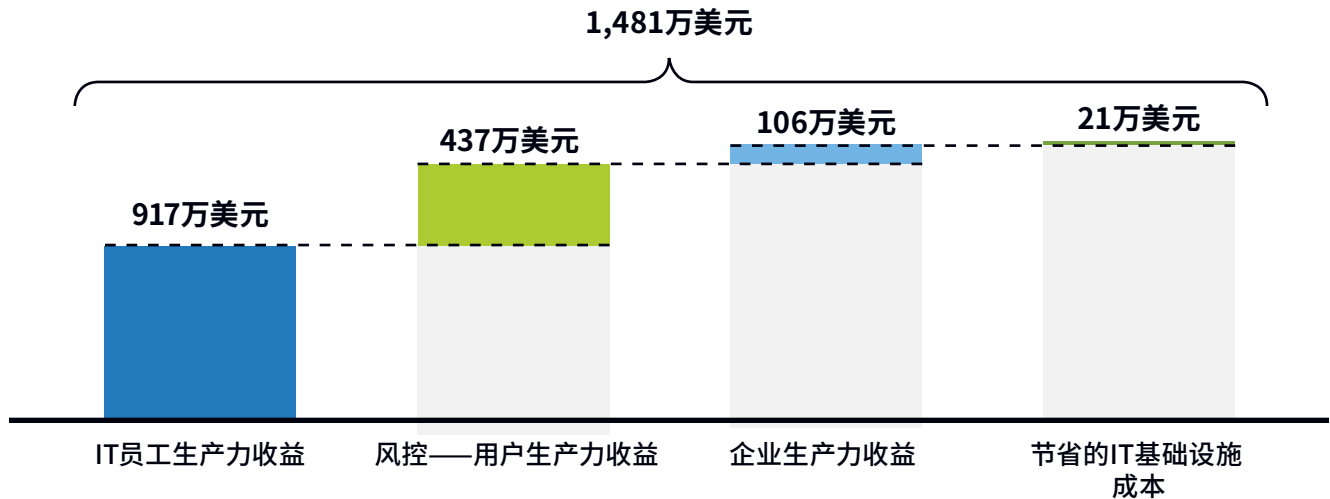 1,481万美元
437万美元
106万美元
21万美元
917万美元
IT员工生产力收益
风控——用户生产力收益
企业生产力收益
节省的IT基础设施
成本